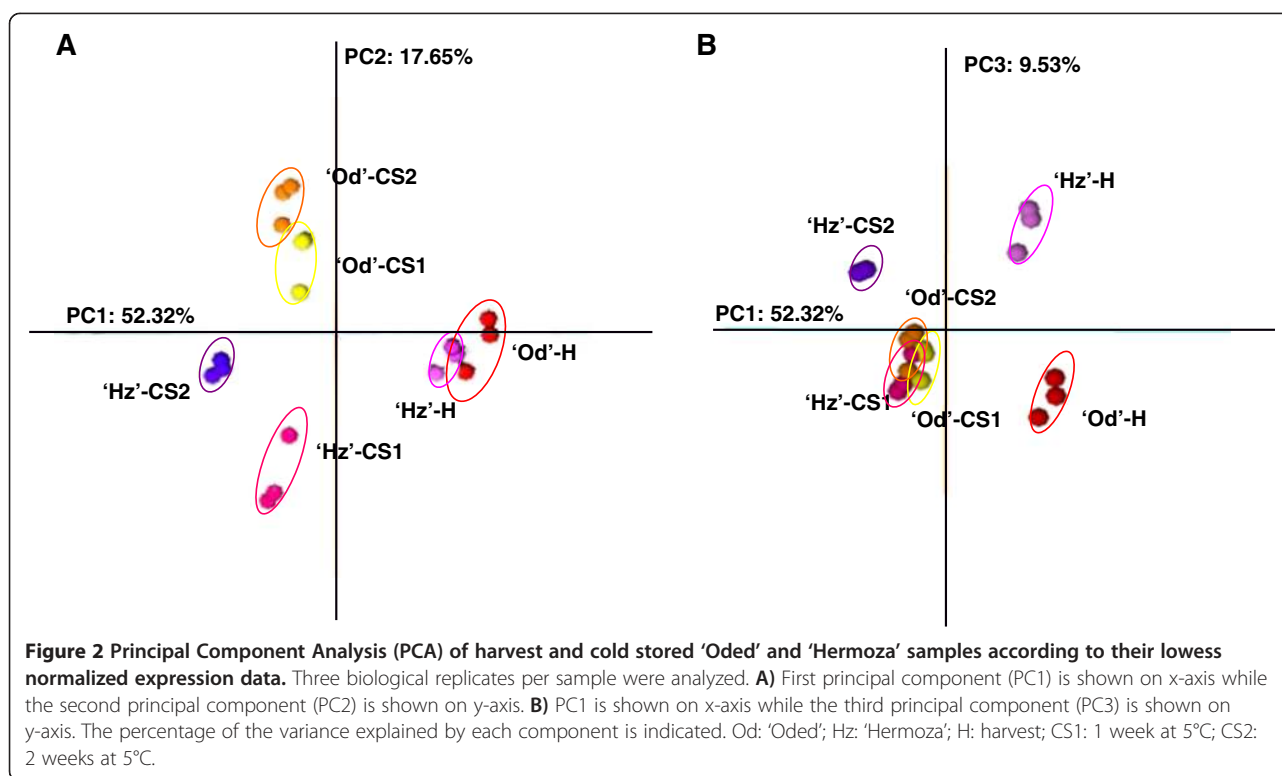 A
PC2: 17.65%
‘Od’-CS2
‘Od’-CS1
PC1: 52.32%
‘Od’-H
‘Hz’-CS2
‘Hz’-H
‘Hz’-CS1
B
PC3: 9.53%
‘Hz’-H
‘Hz’-CS2
‘Od’-CS2
PC1: 52.32%
‘Hz’-CS1
‘Od’-CS1
‘Od’-H
Figure 2 Principal Component Analysis (PCA) of harvest and cold stored ‘Oded’ and ‘Hermoza’ samples according to their lowess
normalized expression data. Three biological replicates per sample were analyzed. A) First principal component (PC1) is shown on x-axis while
the second principal component (PC2) is shown on y-axis. B) PC1 is shown on x-axis while the third principal component (PC3) is shown on
y-axis. The percentage of the variance explained by each component is indicated. Od: ‘Oded’; Hz: ‘Hermoza’; H: harvest; CS1: 1 week at 5°C; CS2:
2 weeks at 5°C.